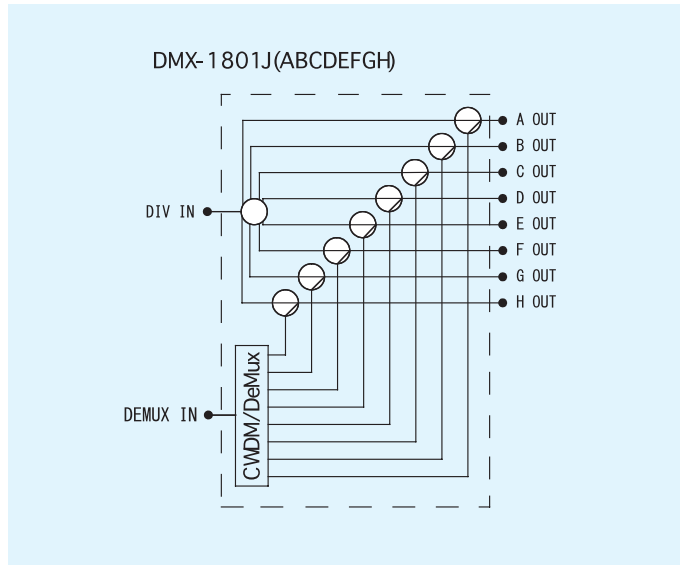 DMX-1801J(ABCDEFGH)
A OUT
B OUT
C OUT
D OUT
DIV IN
E OUT
F OUT
G OUT
H OUT
CWDM/DeMux
DEMUX IN